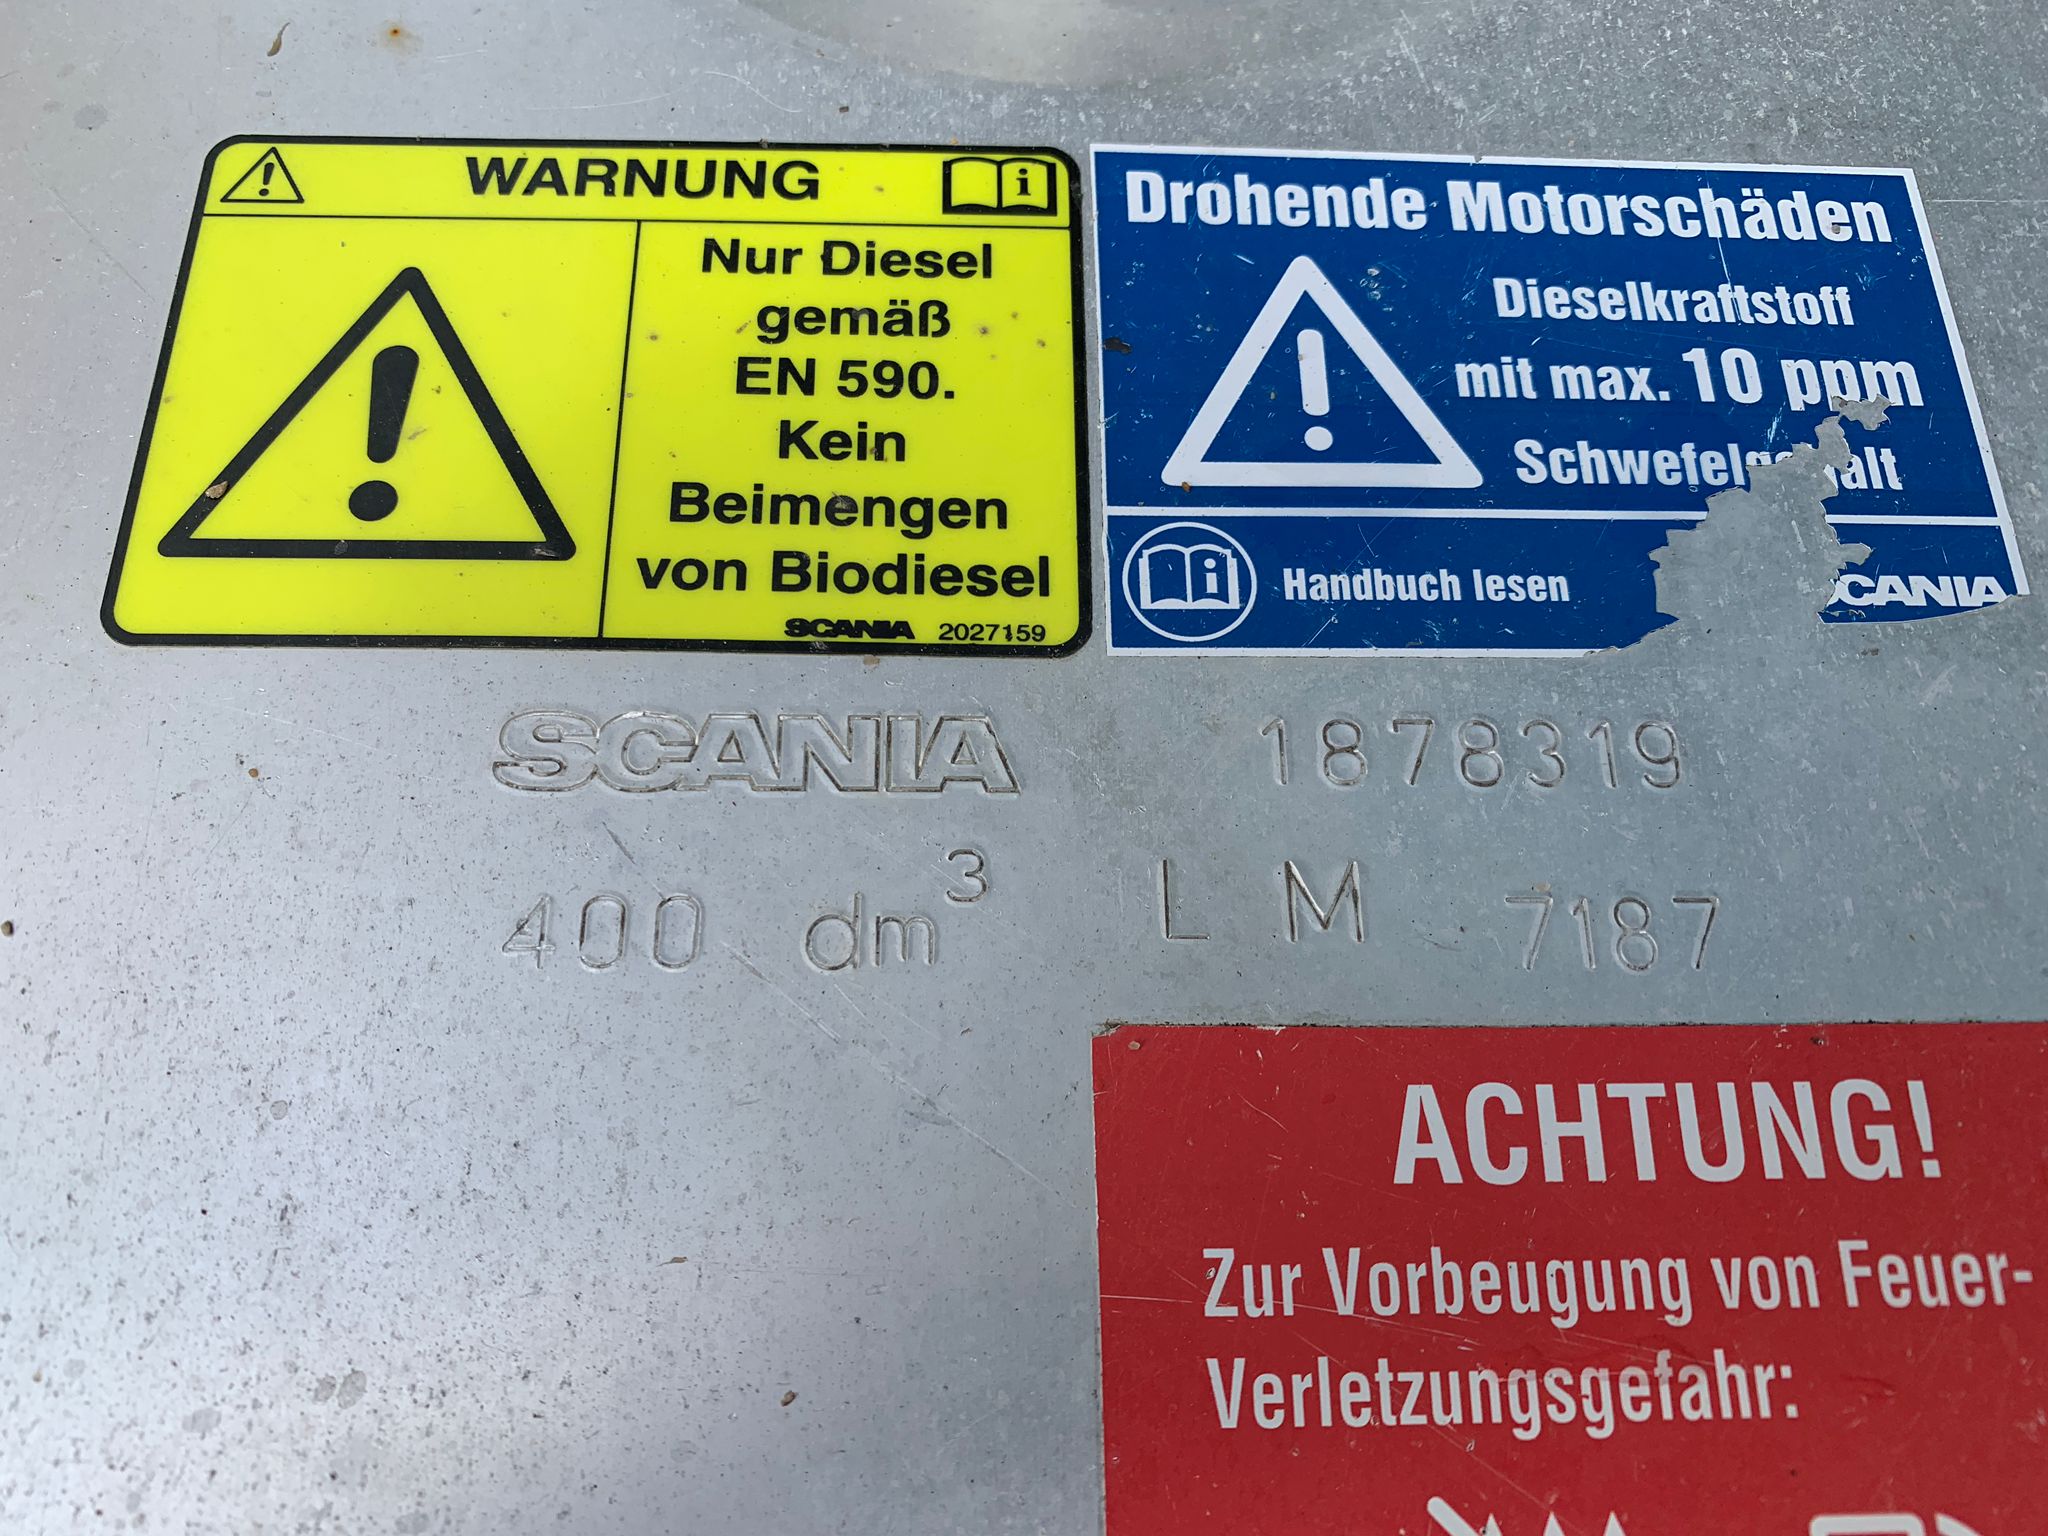 WARNUNG
Nur Diesel
gemäß
EN 590.
Kein
Beimengen
von Biodiesel
SCANIA 2027159
Drohende Motorschäden
Dieselkraftstoff
mit max. 10 ppm
Handbuch lesen
SCANIA 1878319
400 dm³ L M 7187
ACHTUNG!
Zur Vorbeugung von Feuer-
Verletzungsgefahr: